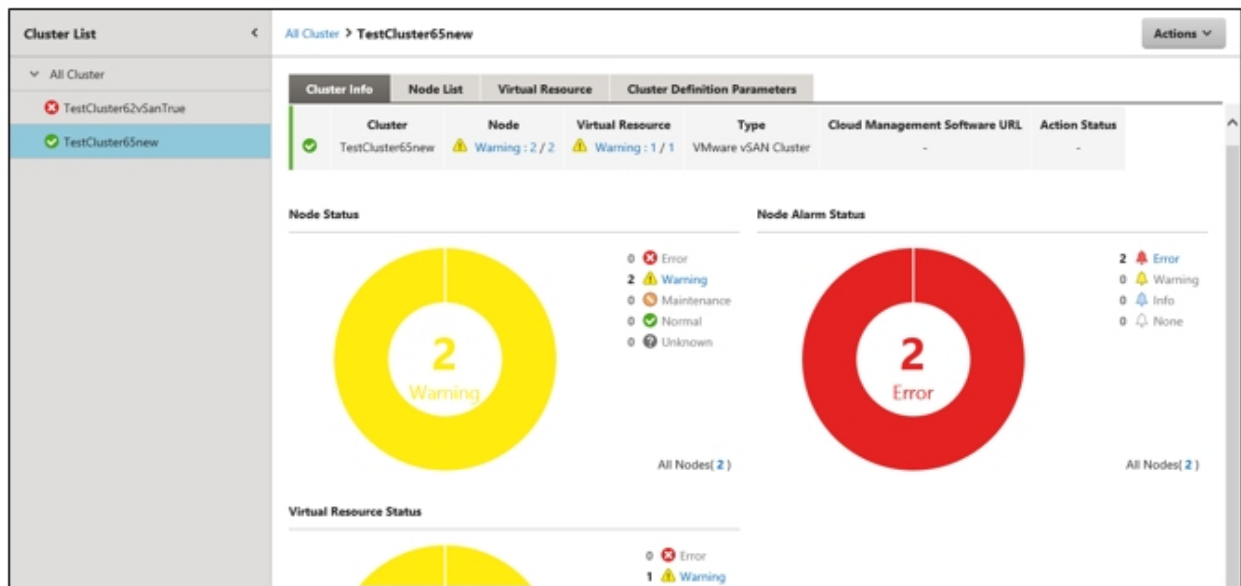 Cluster List
All Cluster > TestCluster65new
Actions
All Cluster
TestCluster62vSanTrue
TestCluster65new
Cluster Info Node List Virtual Resource Cluster Definition Parameters
Cluster Node Virtual Resource Type Cloud Management Software URL Action Status
TestCluster65new Warning : 2 / 2 Warning : 1 / 1 VMware vSAN Cluster - -
Node Status
2
Warning
0 Error
2 Warning
0 Maintenance
0 Normal
0 Unknown
All Nodes( 2 )
Node Alarm Status
2
Error
2 Error
0 Warning
0 Info
0 None
All Nodes( 2 )
Virtual Resource Status
0 Error
1 Warning